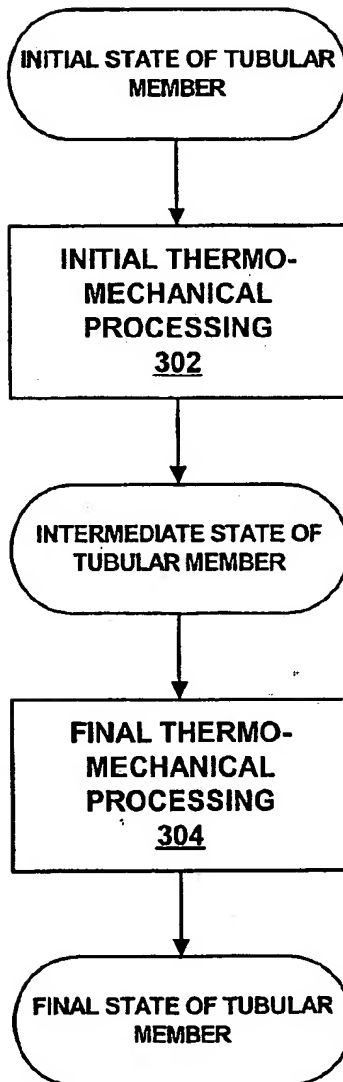 INITIAL STATE OF TUBULAR
MEMBER
INITIAL THERMO-
MECHANICAL
PROCESSING
302
INTERMEDIATE STATE OF
TUBULAR MEMBER
FINAL THERMO-
MECHANICAL
PROCESSING
304
FINAL STATE OF TUBULAR
MEMBER